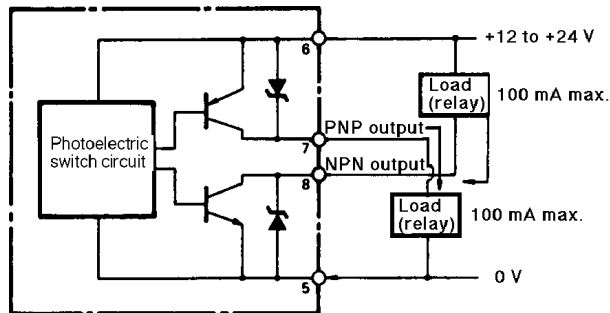 6
+12 to +24 V
Load
(relay)
100 mA max.
Photoelectric
switch circuit
PNP output
7
NPN output
8
Load
(relay)
100 mA max.
5
0 V